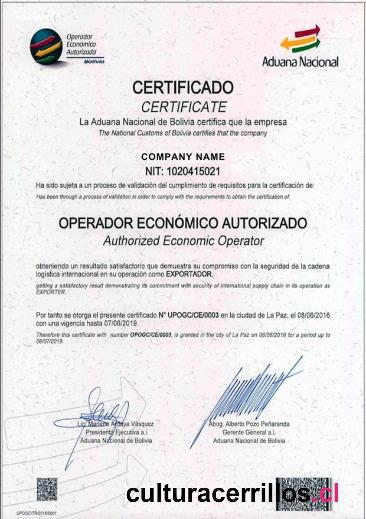 Operador
Económico
Autorizado
Bolivia
Aduana Nacional
CERTIFICADO
CERTIFICATE
La Aduana Nacional de Bolivia certifica que la empresa
The National Customs of Bolivia certifies that the company
COMPANY NAME
NIT: 1020415021
Ha sido sujeta a un proceso de validación del cumplimiento de requisitos para la certificación de:
Has been through a process of validation in order to comply with the requirements to obtain the certification of:
OPERADOR ECONÓMICO AUTORIZADO
Authorized Economic Operator
obteniendo un resultado satisfactorio que demuestra su compromiso con la seguridad de la cadena
logística internacional en su operación como EXPORTADOR.
getting a satisfactory result demonstrating its commitment with security of international supply chain in its operation as
EXPORTER.
Por tanto se otorga el presente certificado N° UPOGC/CE/0003 en la ciudad de La Paz, el 08/06/2016
con una vigencia hasta 07/06/2019.
Therefore this certificate with number UPOGC/CE/0003, is granted in the city of La Paz on 06/08/2016 for a period up to
06/07/2019.
Lic. Marlene Ardaya Vásquez
Presidenta Ejecutiva a.i.
Aduana Nacional de Bolivia
Abog. Alberto Pozo Peñaranda
Gerente General a.i.
Aduana Nacional de Bolivia
culturacerrillos.cl